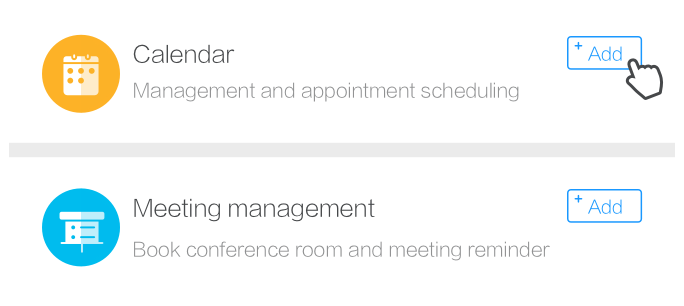 Calendar
+ Add
Management and appointment scheduling
Meeting management
+ Add
Book conference room and meeting reminder